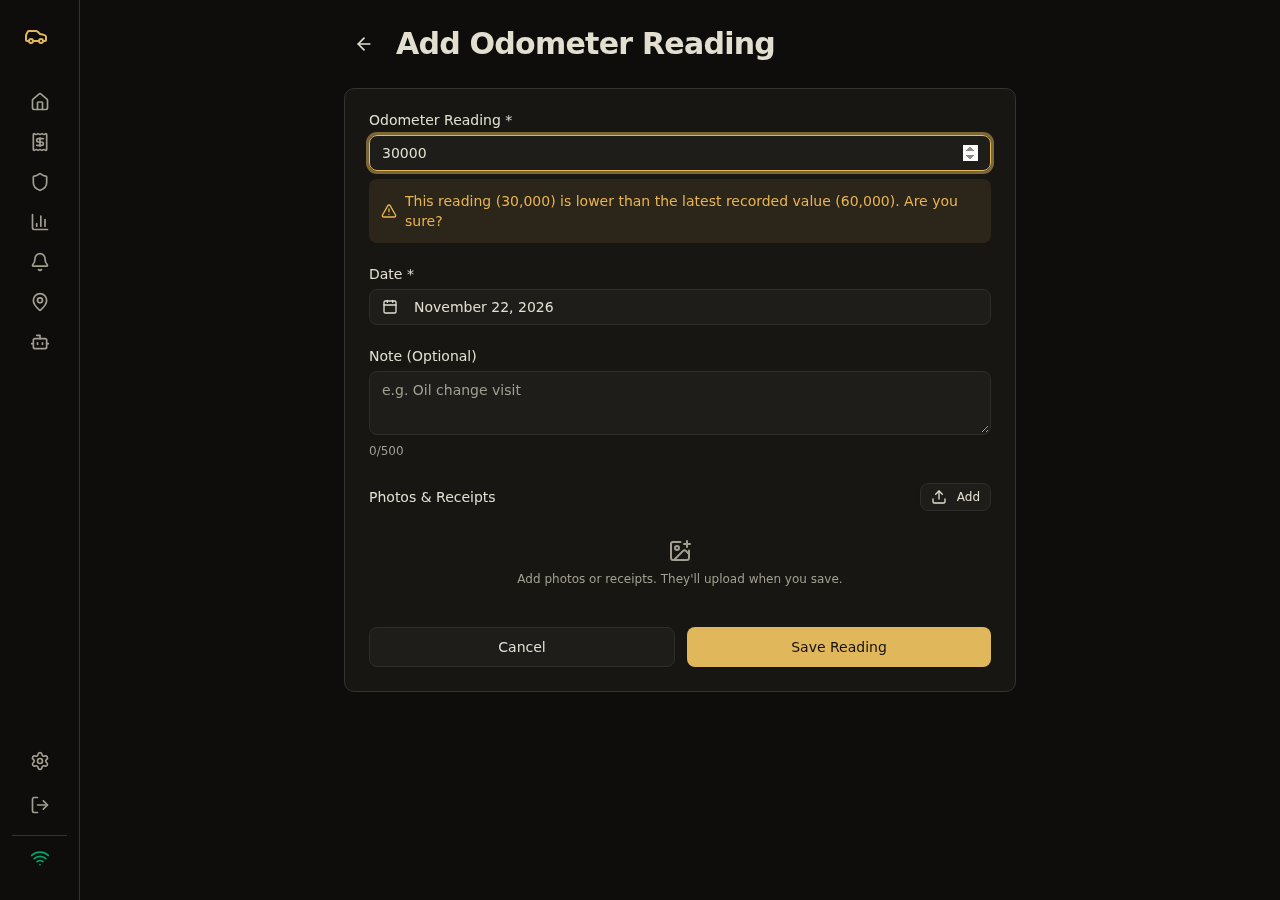 Add Odometer Reading
Odometer Reading *
30000
This reading (30,000) is lower than the latest recorded value (60,000). Are you
sure?
Date *
November 22, 2026
Note (Optional)
e.g. Oil change visit
0/500
Photos & Receipts
Add
Add photos or receipts. They'll upload when you save.
Cancel
Save Reading